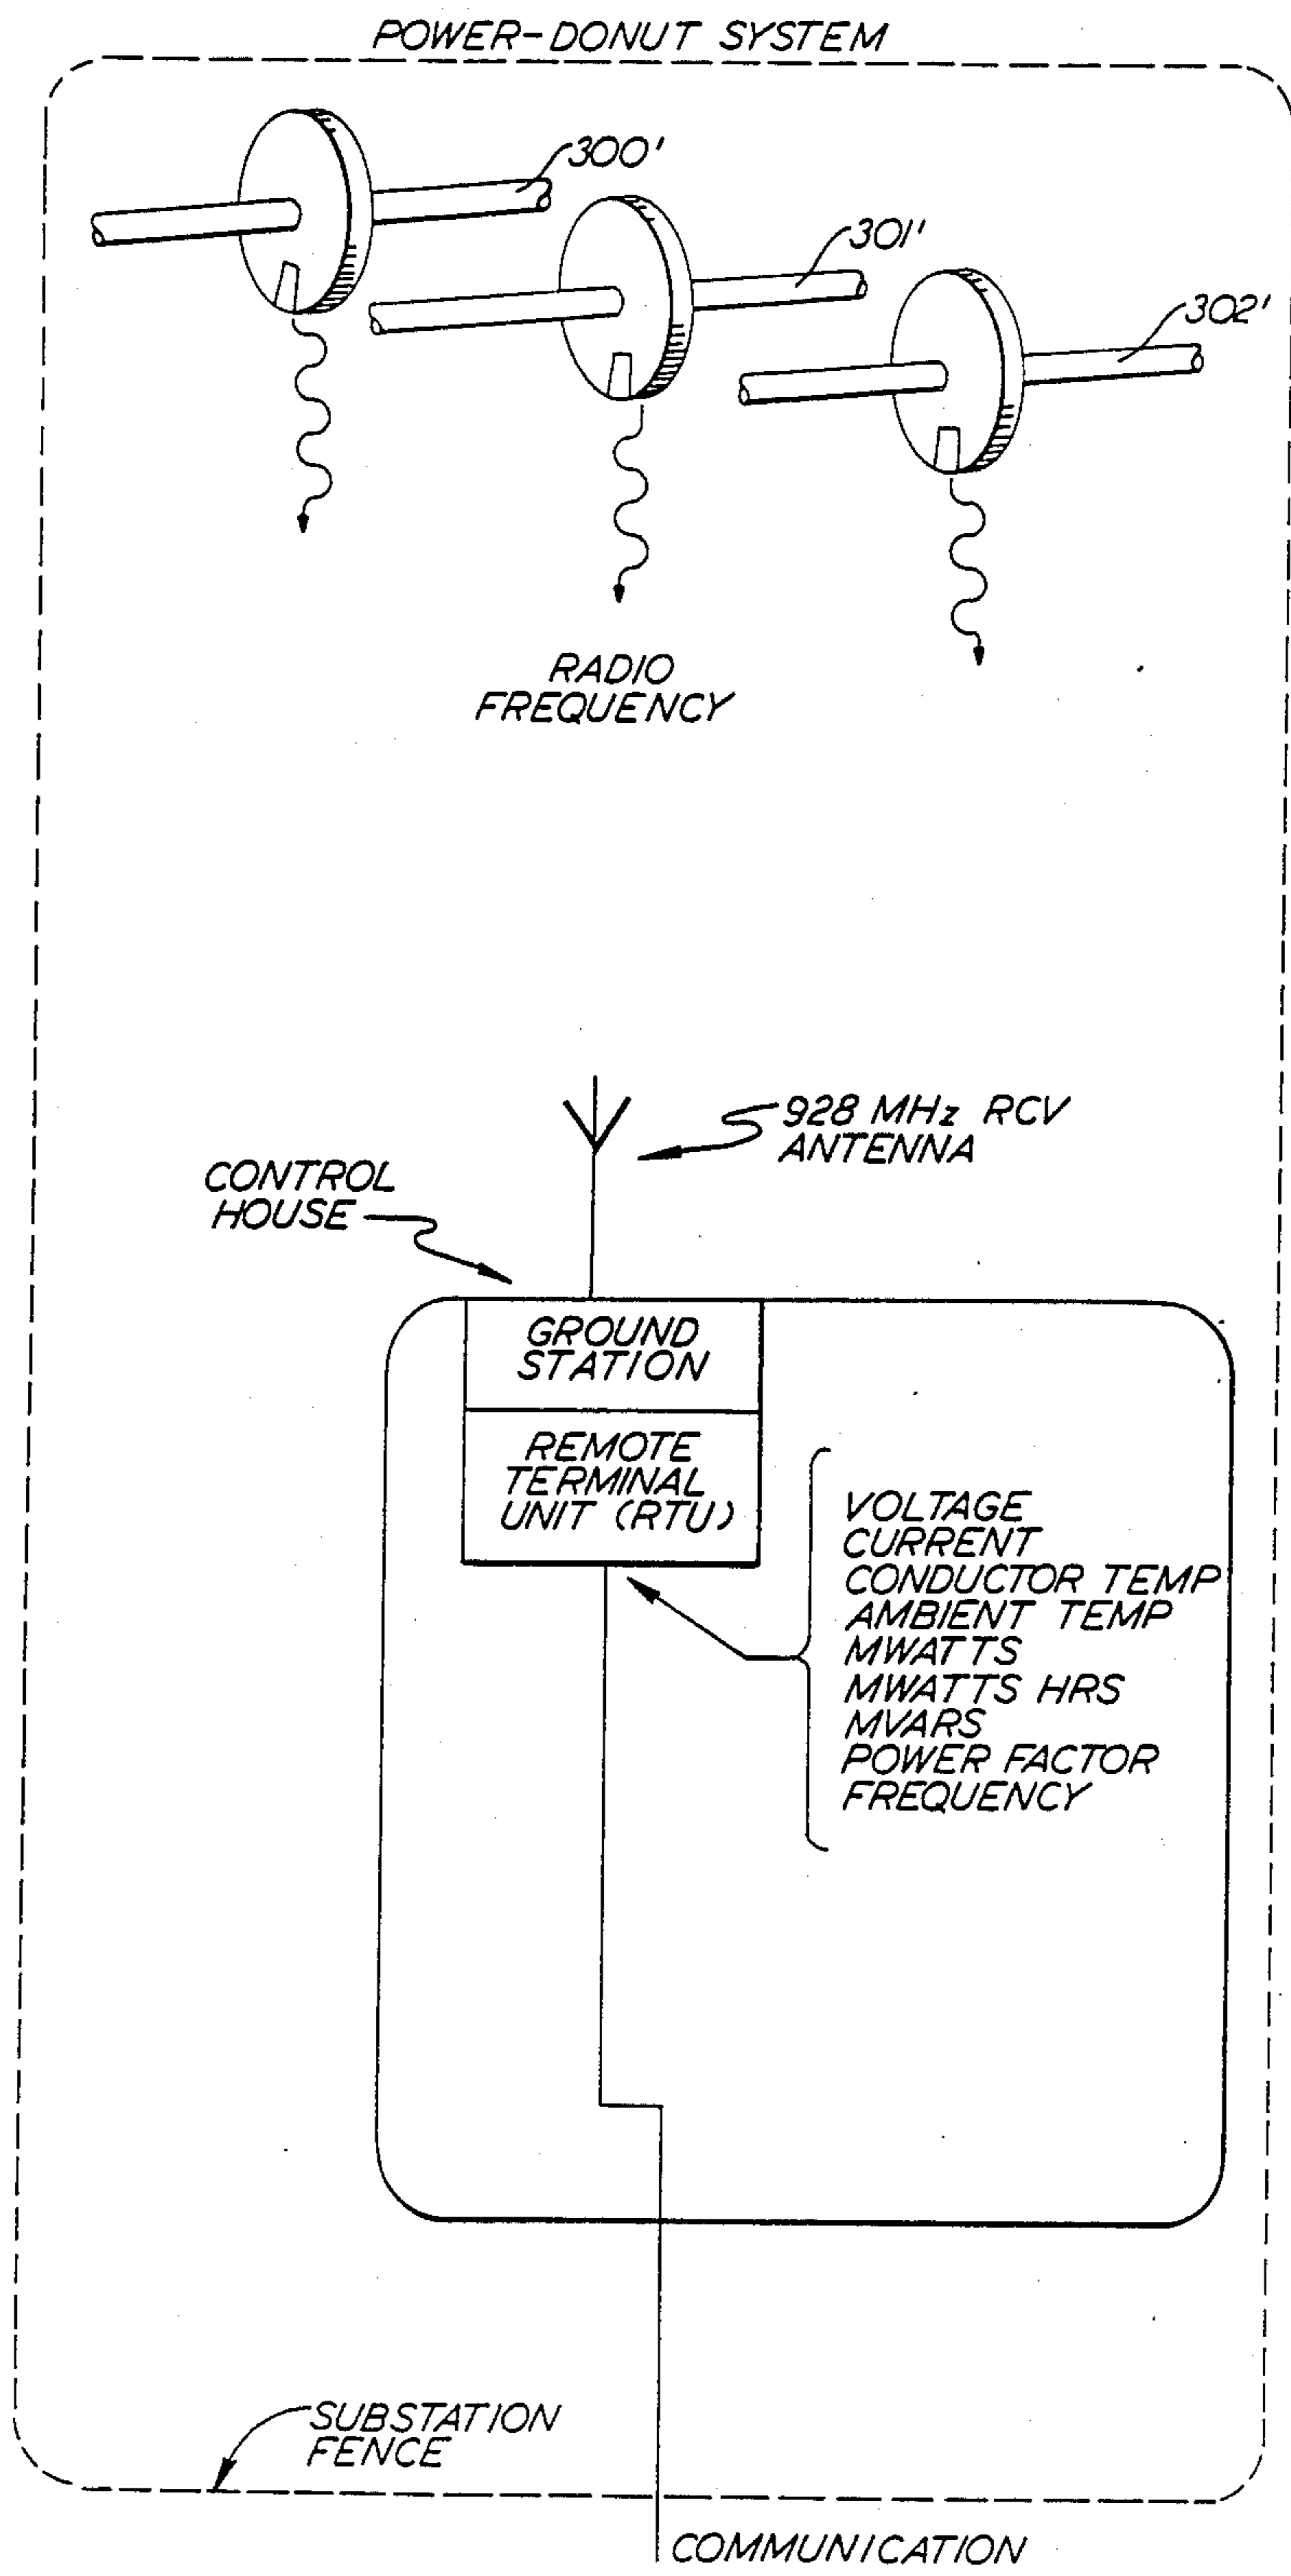 POWER-DONUT SYSTEM
300'
301'
302'
RADIO
FREQUENCY
928 MHz RCV
ANTENNA
CONTROL
HOUSE
GROUND
STATION
REMOTE
TERMINAL
UNIT (RTU)
VOLTAGE
CURRENT
CONDUCTOR TEMP
AMBIENT TEMP
MWATTS
MWATTS HRS
MVARS
POWER FACTOR
FREQUENCY
SUBSTATION
FENCE
COMMUNICATION